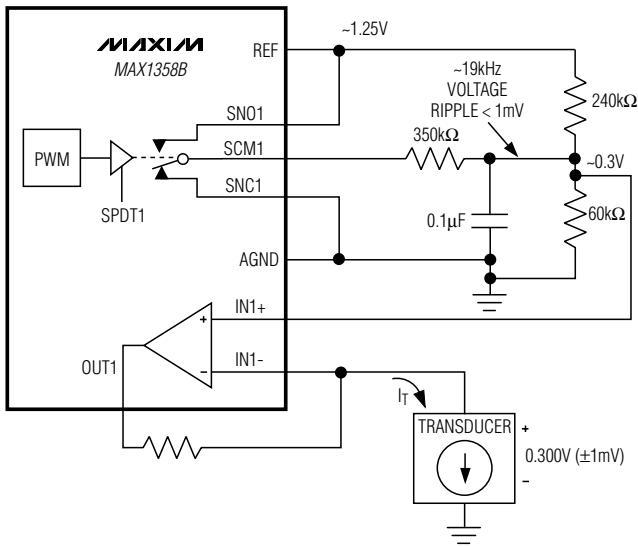 MAXIM
MAX1358B
REF
~1.25V
~19kHz
VOLTAGE
RIPPLE < 1mV
240kΩ
SNO1
350kΩ
PWM
SCM1
~0.3V
SNC1
SPDT1
0.1µF
60kΩ
AGND
IN1+
+
OUT1
IN1-
–
IT
TRANSDUCER
+
0.300V (±1mV)
–